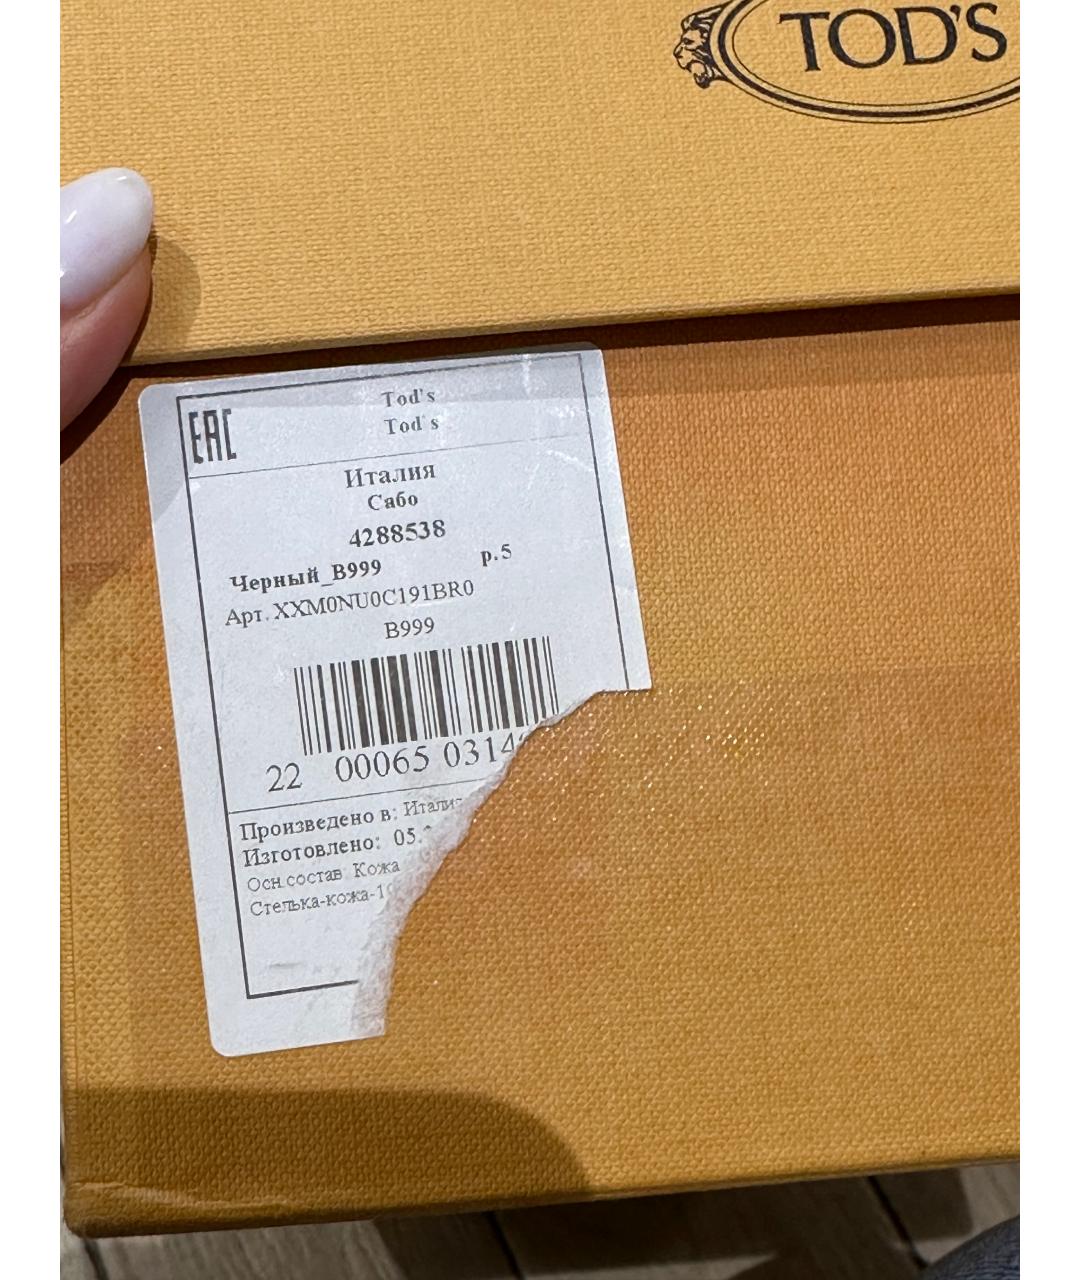 TOD'S
EAC
Tod's
Tod's
Италия
Сабо
4288538
Черный_B999 р.5
Арт. XXM0NU0C191BR0
B999
22 00065 0314
Произведено в:
Изготовлено: 05.
Осн.состав Кожа
Стелька-кожа-1